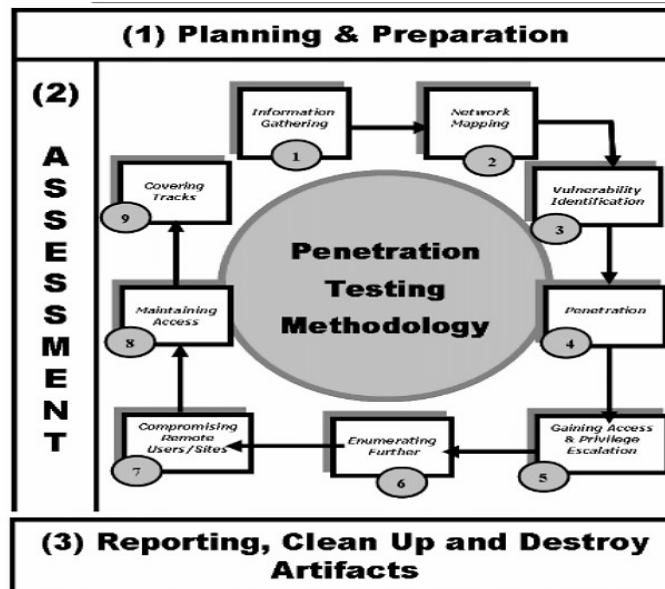 (1) Planning & Preparation
(2)
A
S
S
E
S
S
M
E
N
T
Information
Gathering
1
Network
Mapping
2
Vulnerability
Identification
3
Penetration
4
Gaining Access
& Privilege
Escalation
5
Enumerating
Further
6
Compromising
Remote
Users/Sites
7
Maintaining
Access
8
Covering
Tracks
9
Penetration
Testing
Methodology
(3) Reporting, Clean Up and Destroy
Artifacts